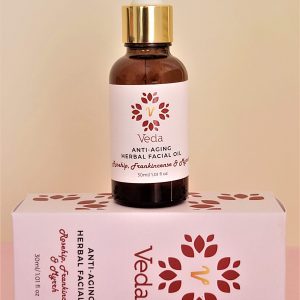 V
Veda
ANTI-AGING
HERBAL FACIAL OIL
Rosehip, Frankincense & Myrrh
30ml/1.01 fl oz
V
Veda
ANTI-AGING
HERBAL FACIAL
Rosehip, Frankincense
& Myrrh
30ml/1.01 fl oz